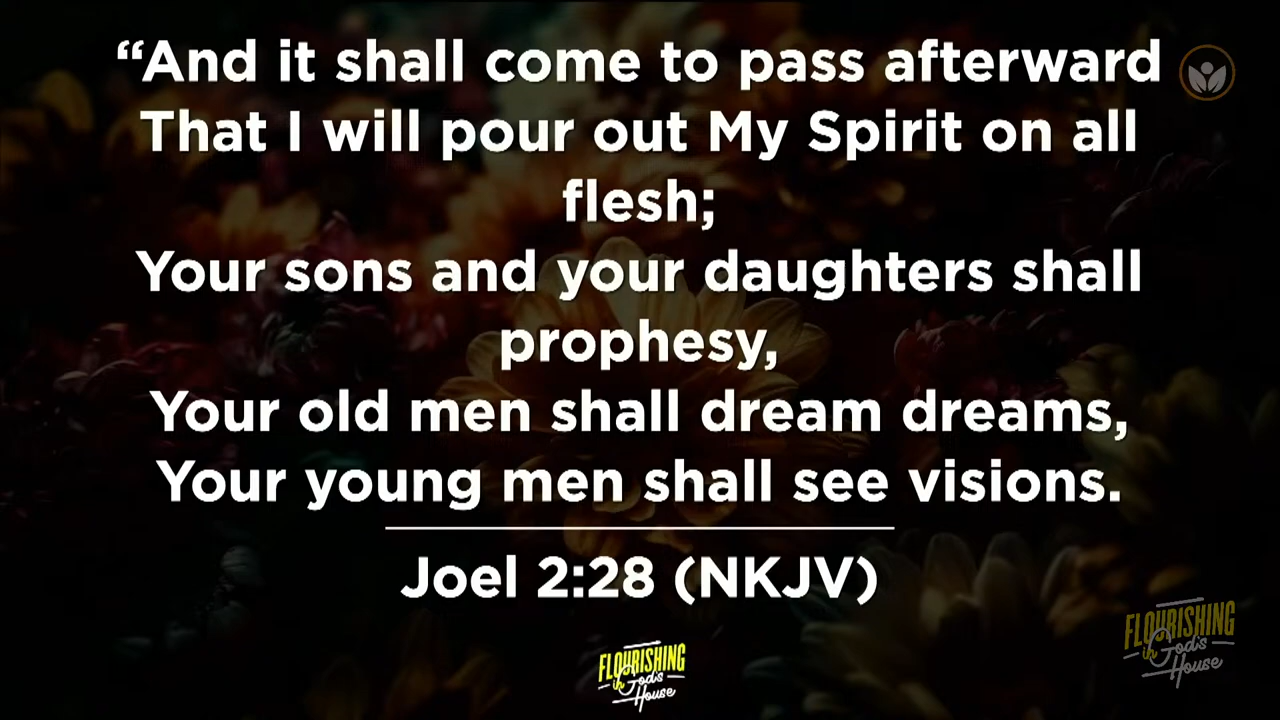 “And it shall come to pass afterward
That I will pour out My Spirit on all
flesh;
Your sons and your daughters shall
prophesy,
Your old men shall dream dreams,
Your young men shall see visions.
Joel 2:28 (NKJV)
FLOURISHING
in God's
House
FLOURISHING
in God's
House